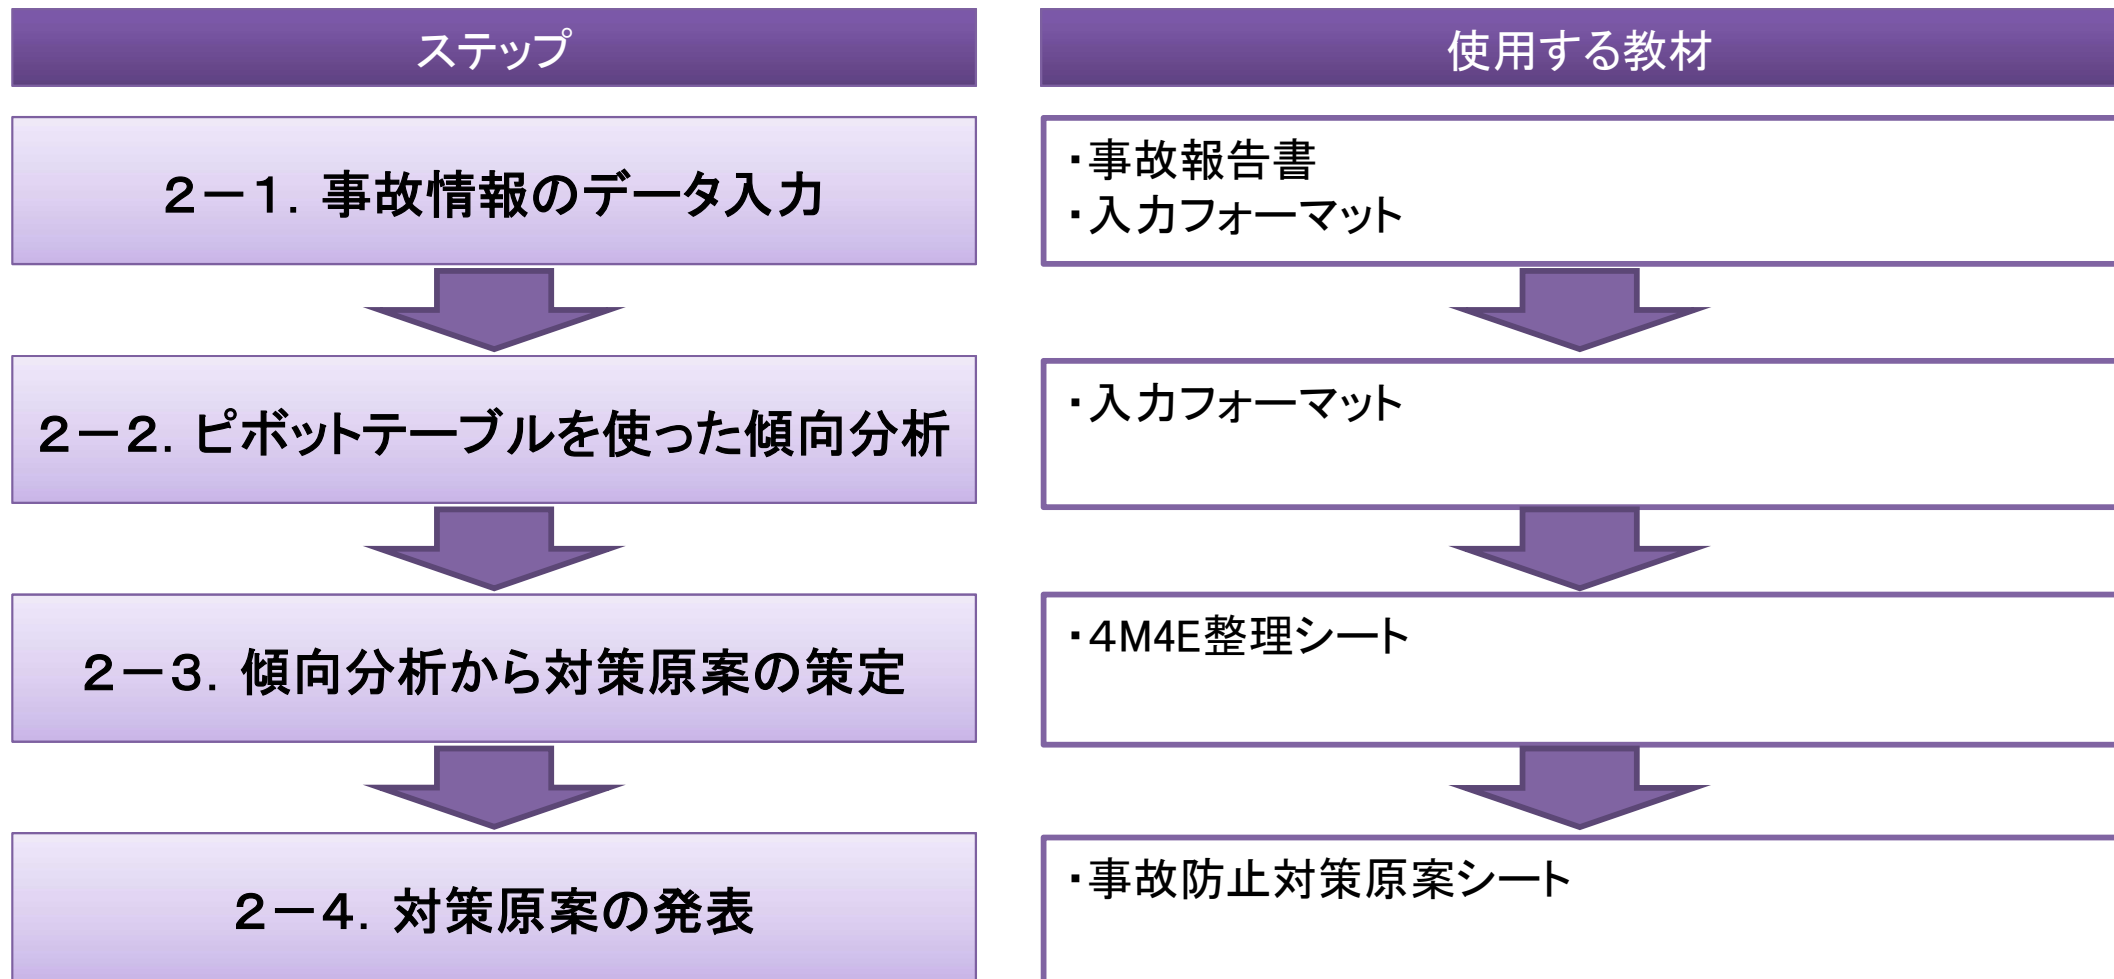 ステップ
使用する教材
２－１．事故情報のデータ入力
・事故報告書
・入力フォーマット
２－２．ピボットテーブルを使った傾向分析
・入力フォーマット
２－３．傾向分析から対策原案の策定
・４M4E整理シート
２－４．対策原案の発表
・事故防止対策原案シート